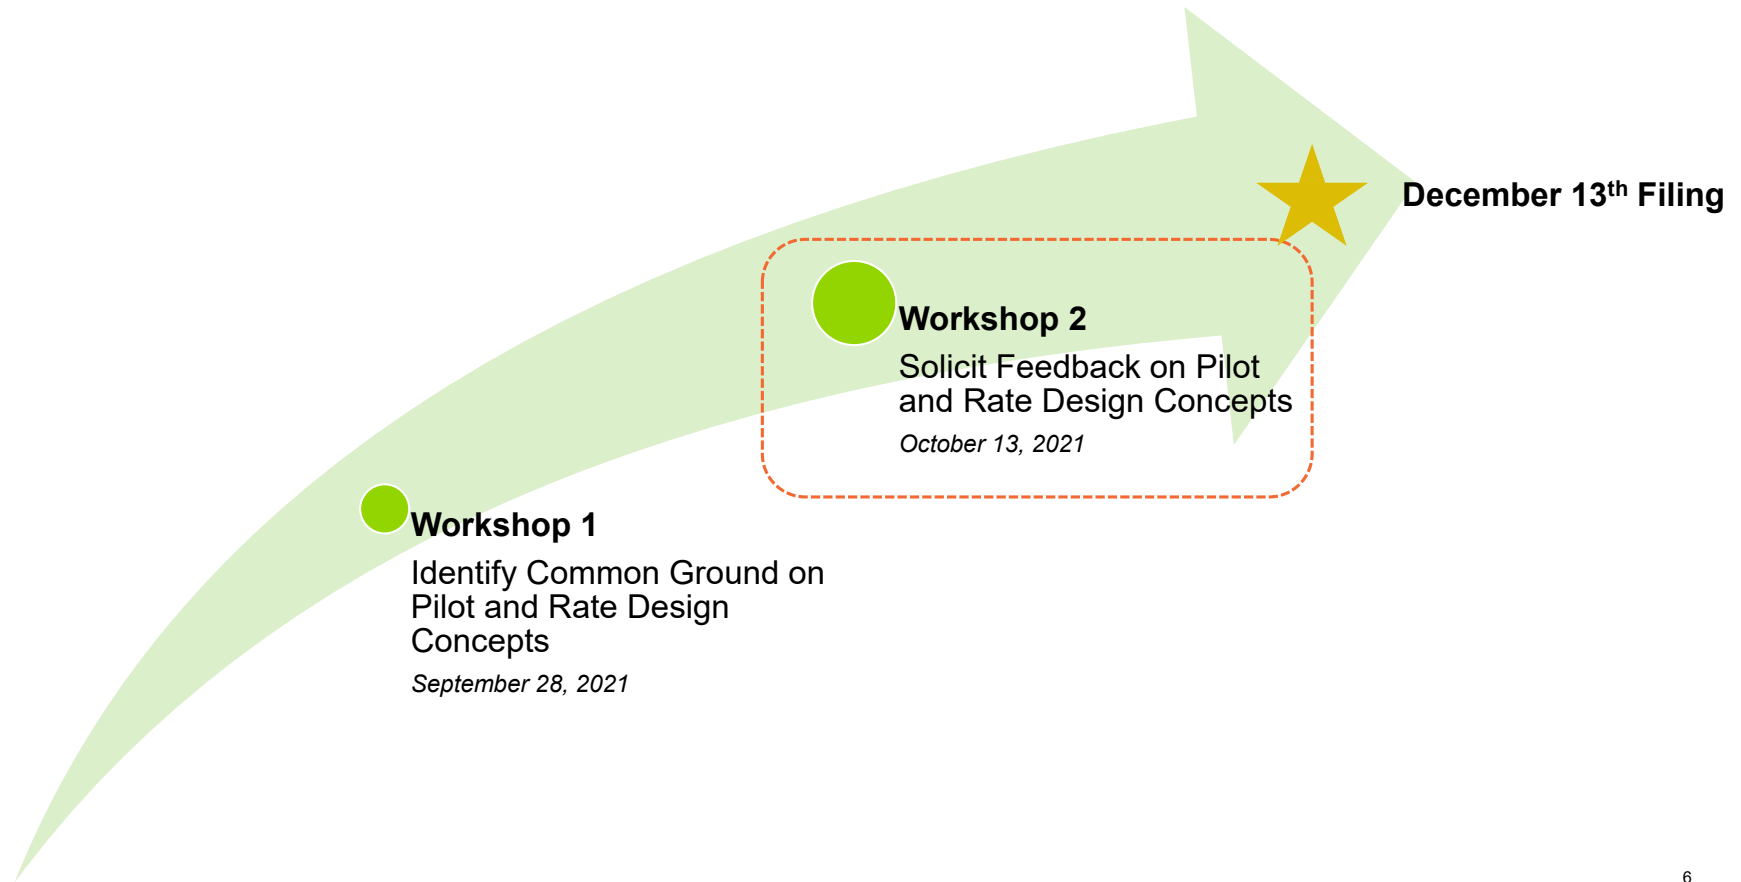 December 13th Filing
Workshop 2
Solicit Feedback on Pilot
and Rate Design Concepts
October 13, 2021
Workshop 1
Identify Common Ground on
Pilot and Rate Design
Concepts
September 28, 2021
6